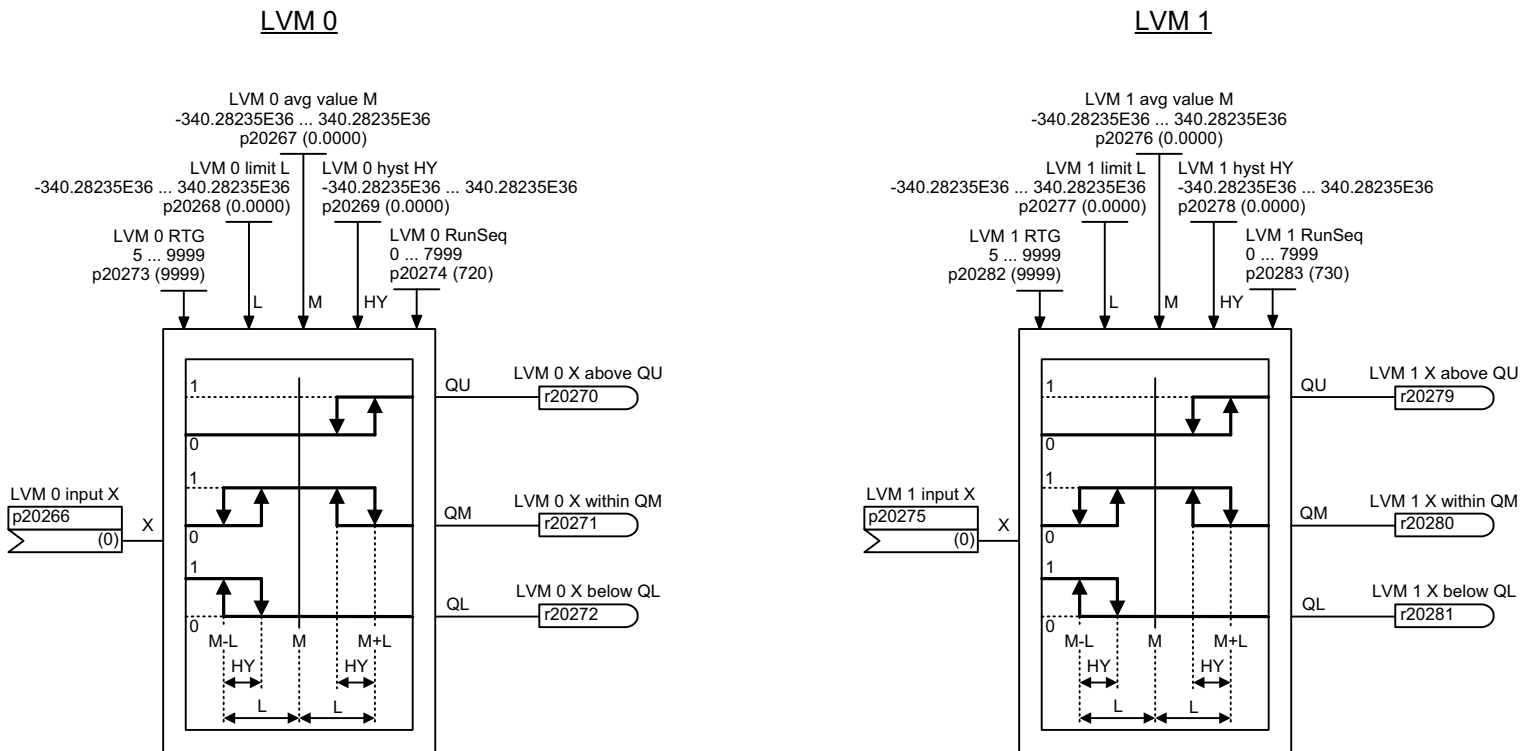 LVM 0
LVM 0 avg value M
-340.28235E36 ... 340.28235E36
p20267 (0.0000)
LVM 0 limit L
-340.28235E36 ... 340.28235E36
p20268 (0.0000)
LVM 0 hyst HY
-340.28235E36 ... 340.28235E36
p20269 (0.0000)
LVM 0 RTG
5 ... 9999
p20273 (9999)
LVM 0 RunSeq
0 ... 7999
p20274 (720)
L
M
HY
1
0
QU
LVM 0 X above QU
r20270
LVM 0 input X
p20266
(0)
X
1
0
QM
LVM 0 X within QM
r20271
1
0
QL
LVM 0 X below QL
r20272
M-L
M
M+L
HY
HY
L
L
LVM 1
LVM 1 avg value M
-340.28235E36 ... 340.28235E36
p20276 (0.0000)
LVM 1 limit L
-340.28235E36 ... 340.28235E36
p20277 (0.0000)
LVM 1 hyst HY
-340.28235E36 ... 340.28235E36
p20278 (0.0000)
LVM 1 RTG
5 ... 9999
p20282 (9999)
LVM 1 RunSeq
0 ... 7999
p20283 (730)
L
M
HY
1
0
QU
LVM 1 X above QU
r20279
LVM 1 input X
p20275
(0)
X
1
0
QM
LVM 1 X within QM
r20280
1
0
QL
LVM 1 X below QL
r20281
M-L
M
M+L
HY
HY
L
L